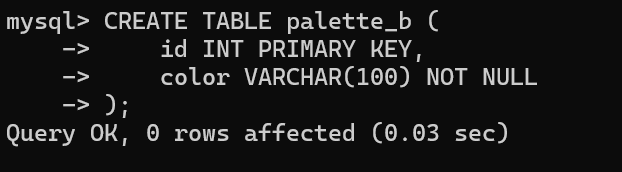 mysql> CREATE TABLE palette_b (
    ->     id INT PRIMARY KEY,
    ->     color VARCHAR(100) NOT NULL
    -> );
Query OK, 0 rows affected (0.03 sec)